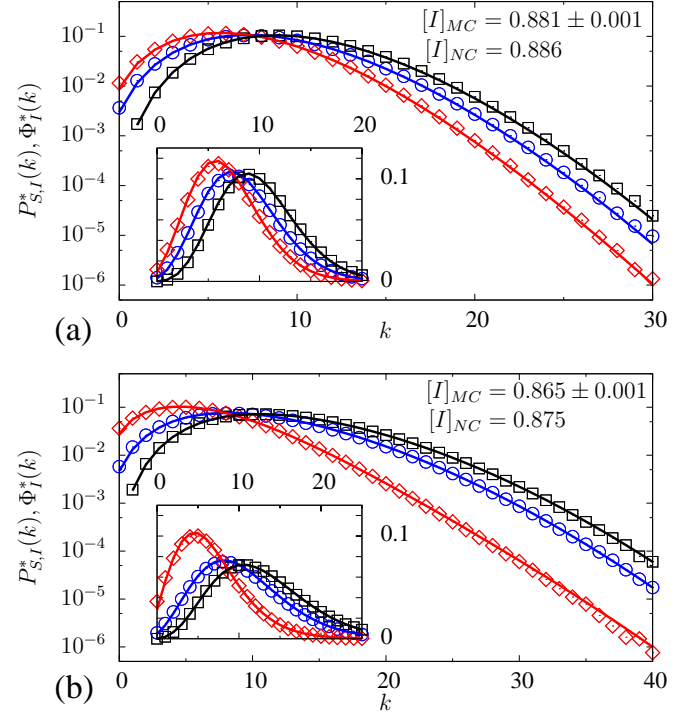 [I]_{MC} = 0.881 ± 0.001
[I]_{NC} = 0.886
10^{-1}
10^{-2}
10^{-3}
10^{-4}
10^{-5}
10^{-6}
P^*_{S,I}(k), Φ^*_I(k)
0 10 20
0.1
0
0 10 20 30
k
(a)
[I]_{MC} = 0.865 ± 0.001
[I]_{NC} = 0.875
10^{-1}
10^{-2}
10^{-3}
10^{-4}
10^{-5}
10^{-6}
P^*_{S,I}(k), Φ^*_I(k)
0 10 20
0.1
0
0 10 20 30 40
k
(b)